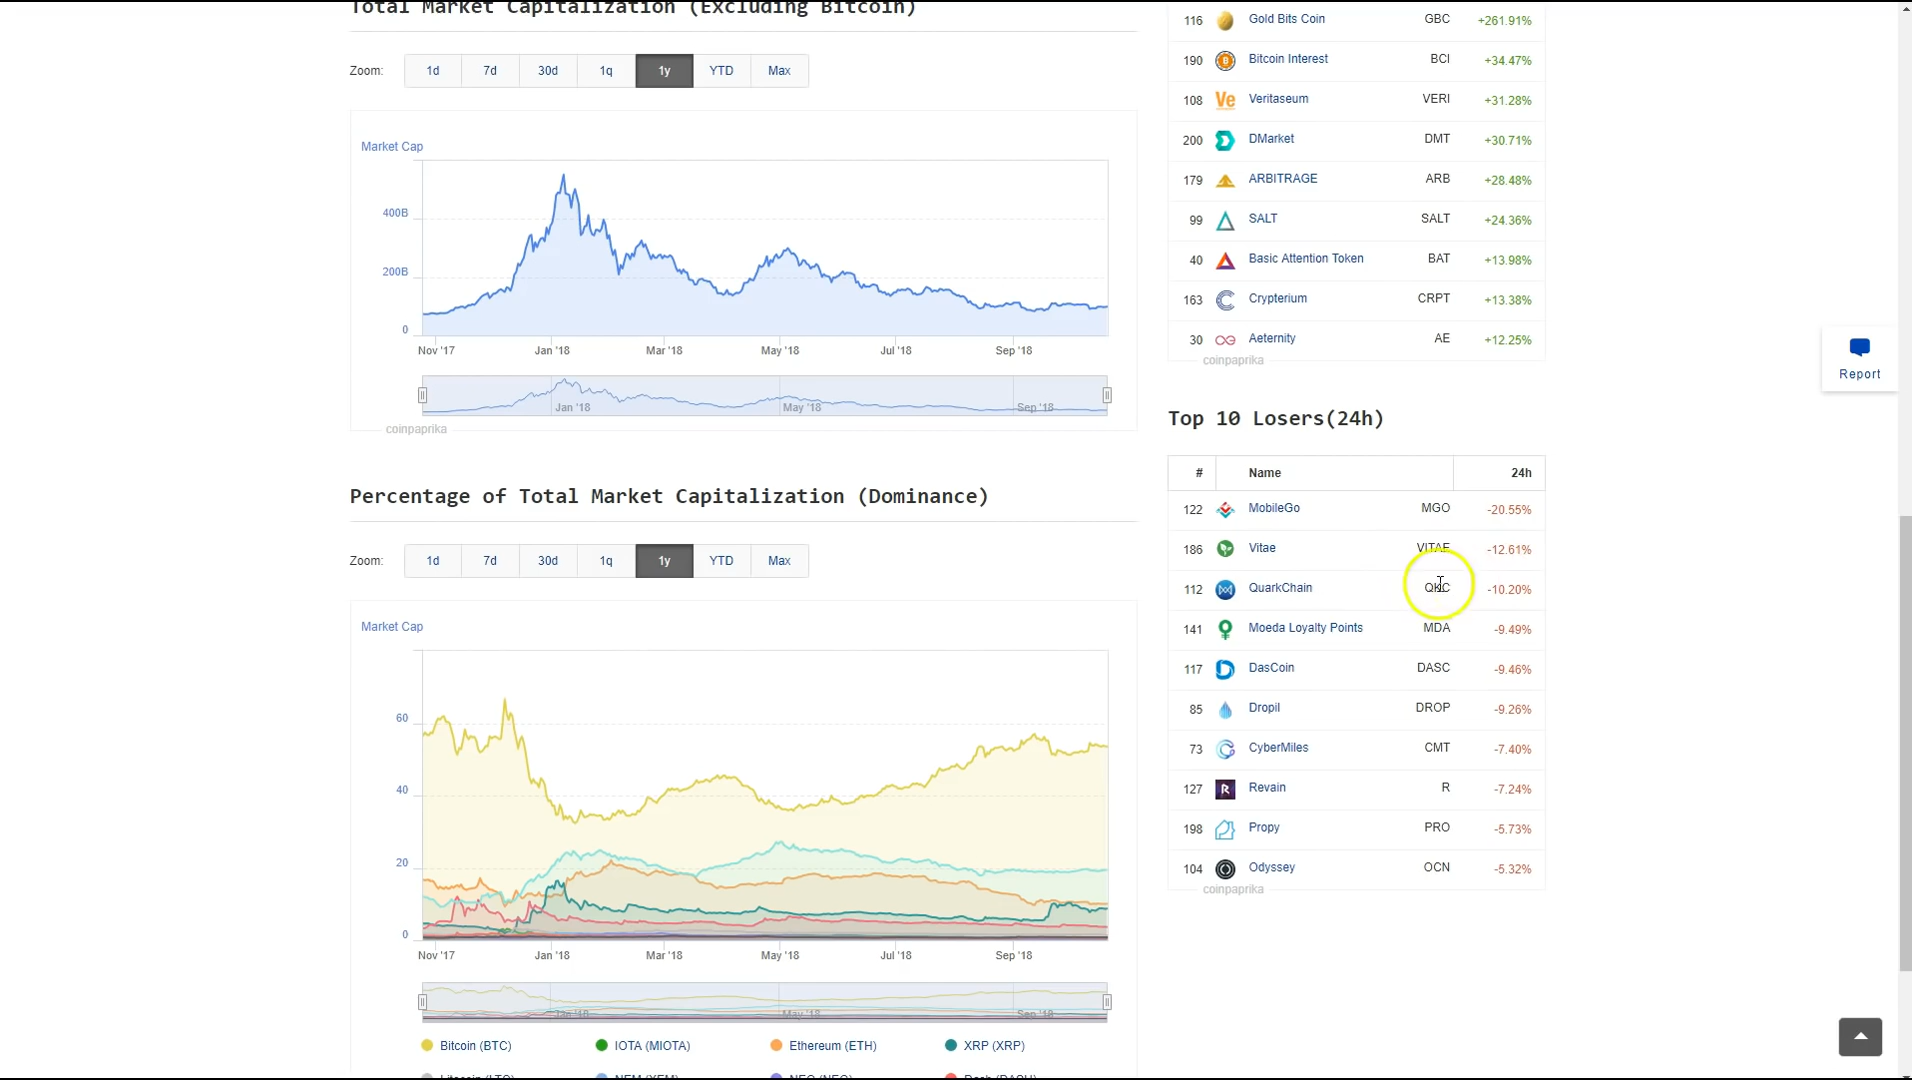 Total Market Capitalization (Excluding Bitcoin)
Zoom: 1d 7d 30d 1q 1y YTD Max
Market Cap
400B
200B
0
Nov '17 Jan '18 Mar '18 May '18 Jul '18 Sep '18
Jan '18 May '18 Sep '18
coinpaprika
Percentage of Total Market Capitalization (Dominance)
Zoom: 1d 7d 30d 1q 1y YTD Max
Market Cap
60
40
20
0
Nov '17 Jan '18 Mar '18 May '18 Jul '18 Sep '18
Jan '18 May '18 Sep '18
Bitcoin (BTC) IOTA (MIOTA) Ethereum (ETH) XRP (XRP)
116 Gold Bits Coin GBC +261.91%
190 Bitcoin Interest BCI +34.47%
108 Veritaseum VERI +31.28%
200 DMarket DMT +30.71%
179 ARBITRAGE ARB +28.48%
99 SALT SALT +24.36%
40 Basic Attention Token BAT +13.98%
163 Crypterium CRPT +13.38%
30 Aeternity AE +12.25%
coinpaprika
Top 10 Losers(24h)
# Name 24h
122 MobileGo MGO -20.55%
186 Vitae VITAE -12.61%
112 QuarkChain QKC -10.20%
141 Moeda Loyalty Points MDA -9.49%
117 DasCoin DASC -9.46%
85 Dropil DROP -9.26%
73 CyberMiles CMT -7.40%
127 Revain R -7.24%
198 Propy PRO -5.73%
104 Odyssey OCN -5.32%
coinpaprika
Report